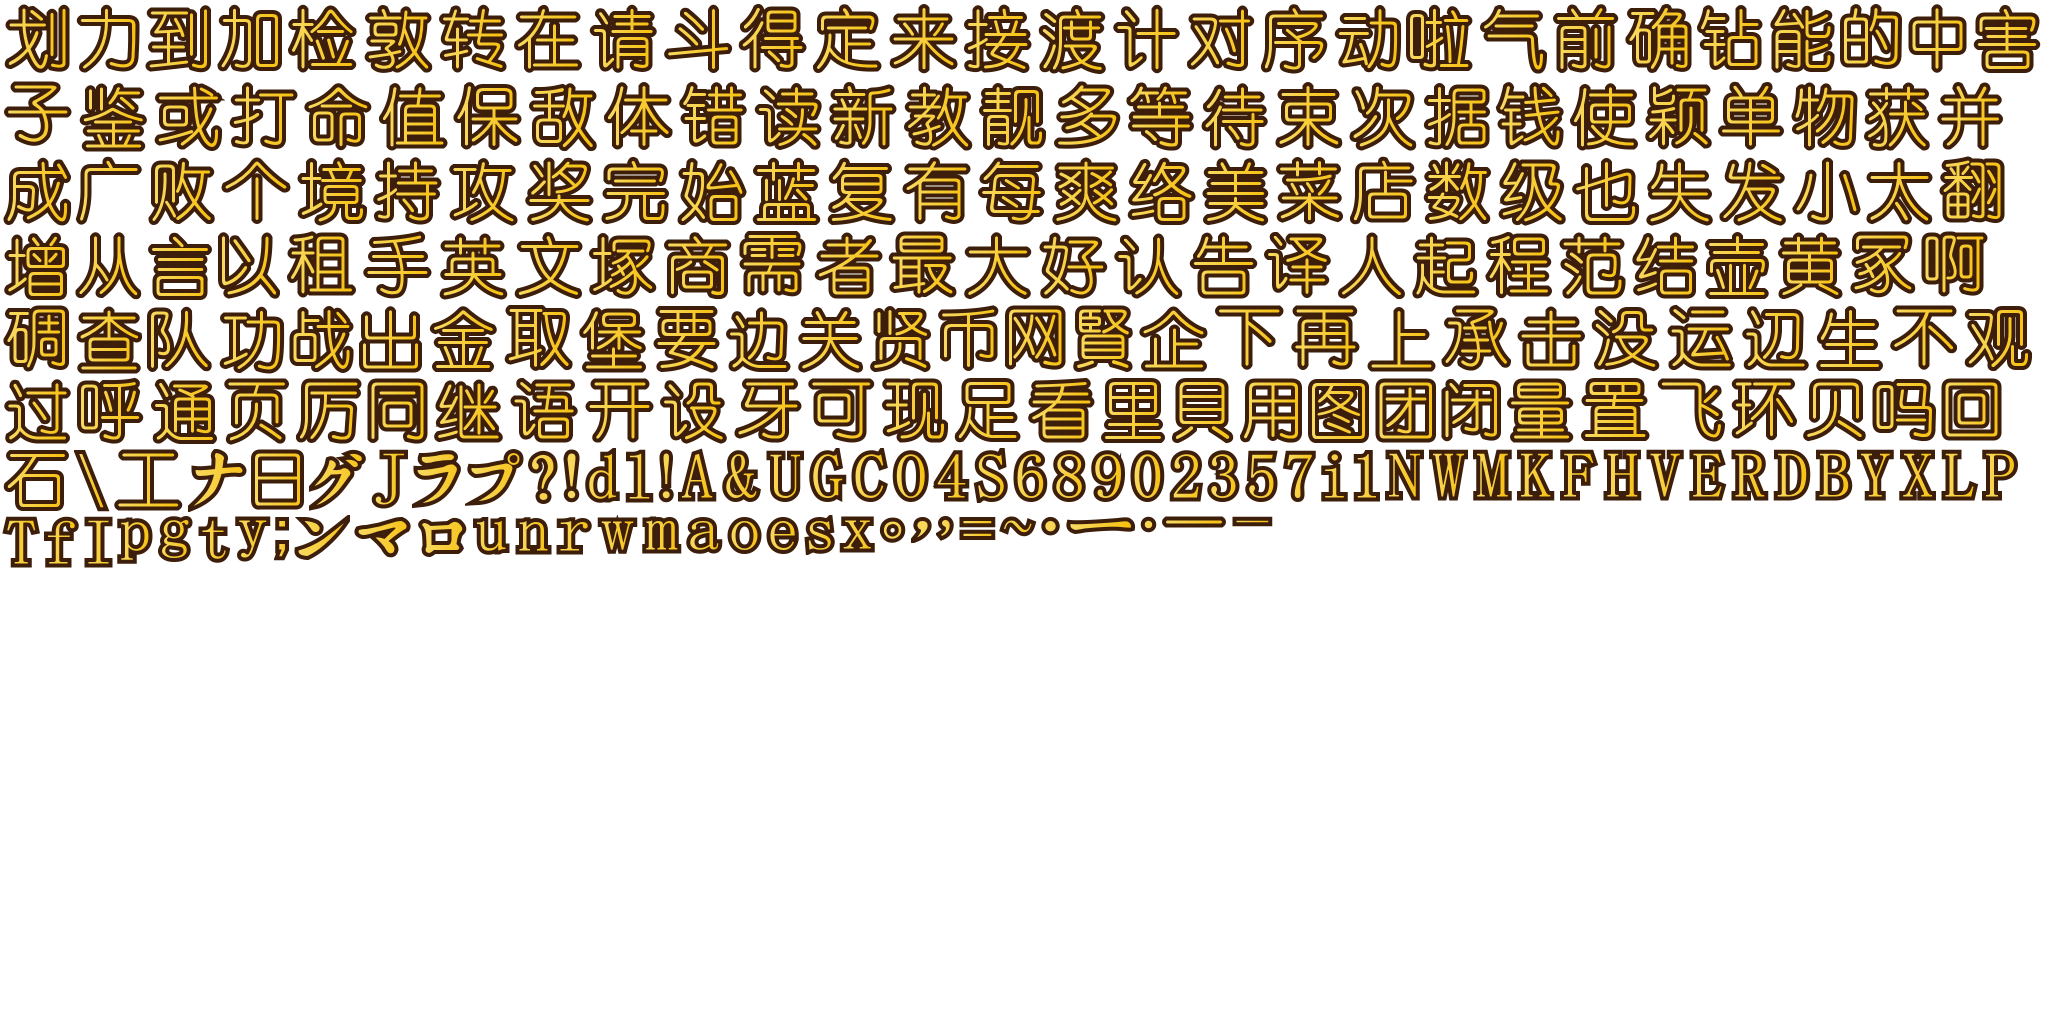 划力到加检敦转在请斗得定来接渡计对序动啦气前确钻能的中害
子鉴或打命值保敌体错读新教靓多等待束次据钱使颖单物获并
成广败个境持攻奖完始蓝复有每爽络美菜店数级也失发小太翻
增从言以租手英文塚商需者最大好认告译人起程范结壶黄冢啊
碉查队功战出金取堡要边关贤币网賢企下再上承击没运辺生不观
过呼通页厉同继语开设牙可现足看里貝用图团闭量置飞环贝吗回
石\工ナ日グJラプ?!dl!A&UGCO4S68902357i1NWMKFHVERDBYXLP
TfIpgty;ンマロunrwmaoesx。’’=~·一·—–